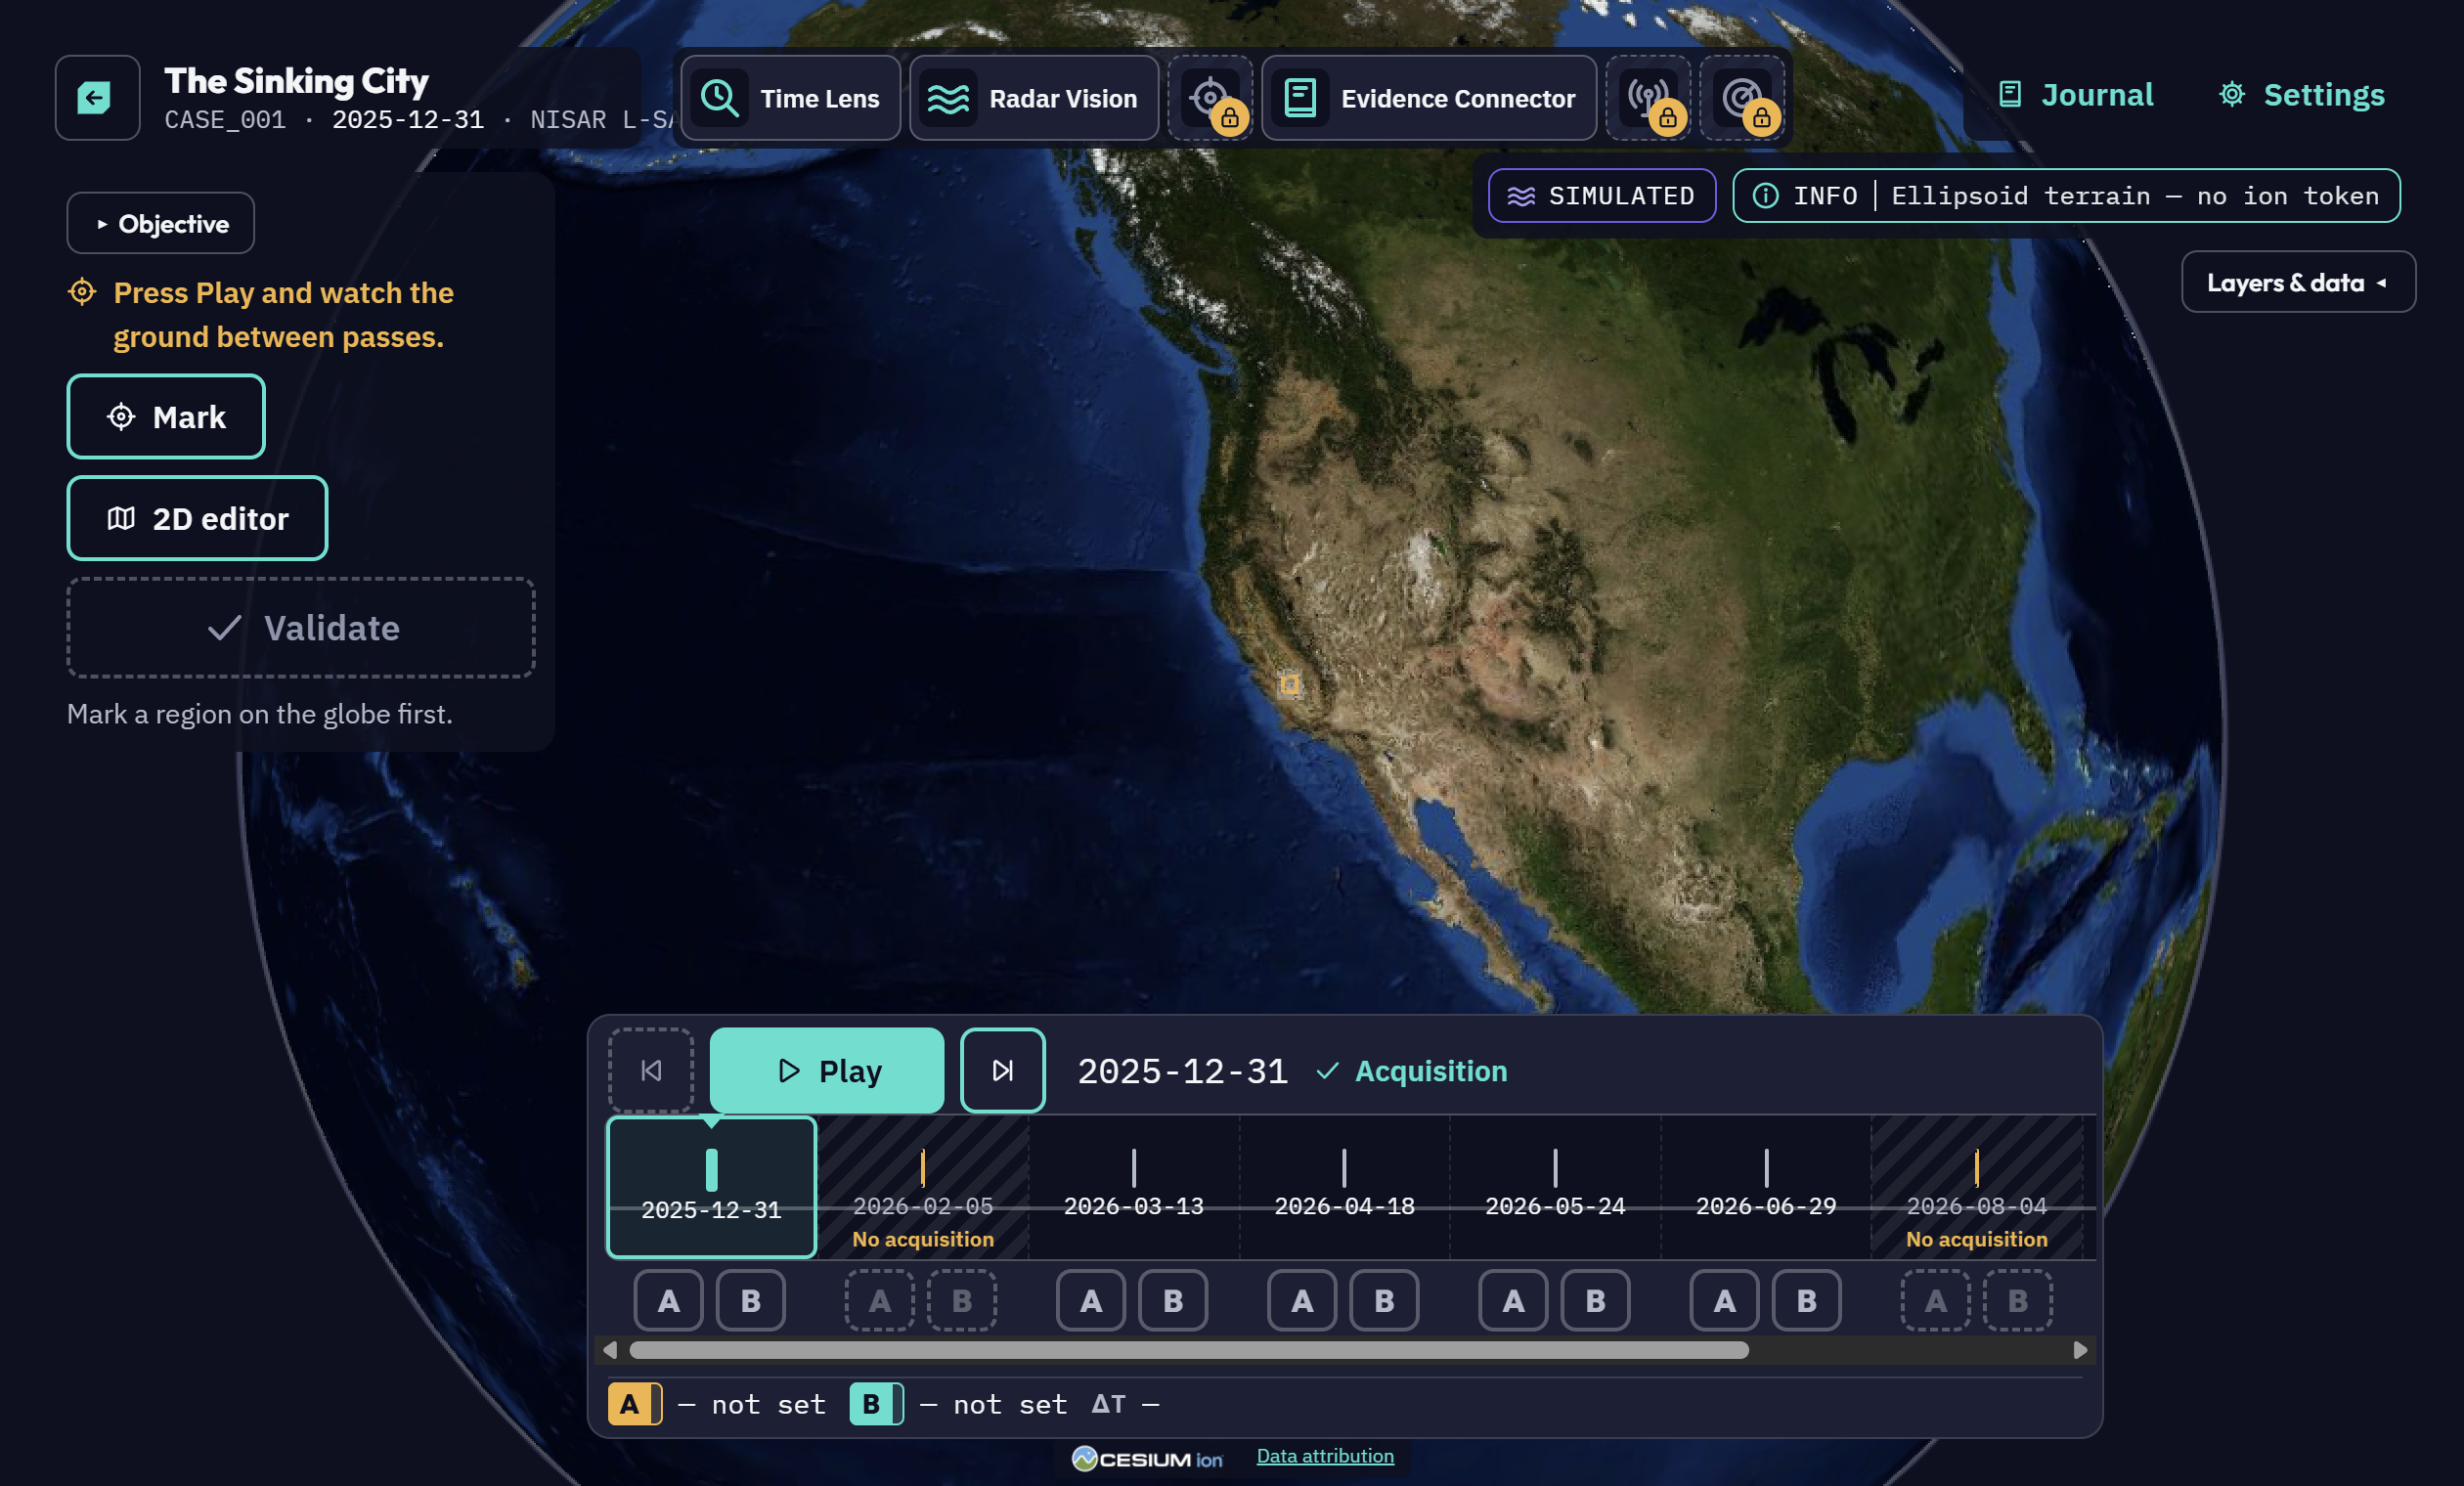 The Sinking City
CASE_001 · 2025-12-31 · NISAR L-SA
Time Lens
Radar Vision
Evidence Connector
Journal
Settings
SIMULATED
INFO | Ellipsoid terrain — no ion token
Layers & data
Objective
Press Play and watch the
ground between passes.
Mark
2D editor
Validate
Mark a region on the globe first.
Play
2025-12-31 Acquisition
2025-12-31
2026-02-05
No acquisition
2026-03-13
2026-04-18
2026-05-24
2026-06-29
2026-08-04
No acquisition
A B A B A B A B A B A B A B
A — not set B — not set ΔT —
CESIUM ion
Data attribution